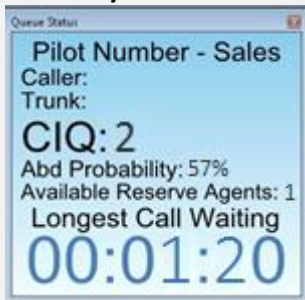 Queue Status
Pilot Number - Sales
Caller:
Trunk:
CIQ: 2
Abd Probability: 57%
Available Reserve Agents: 1
Longest Call Waiting
00:01:20